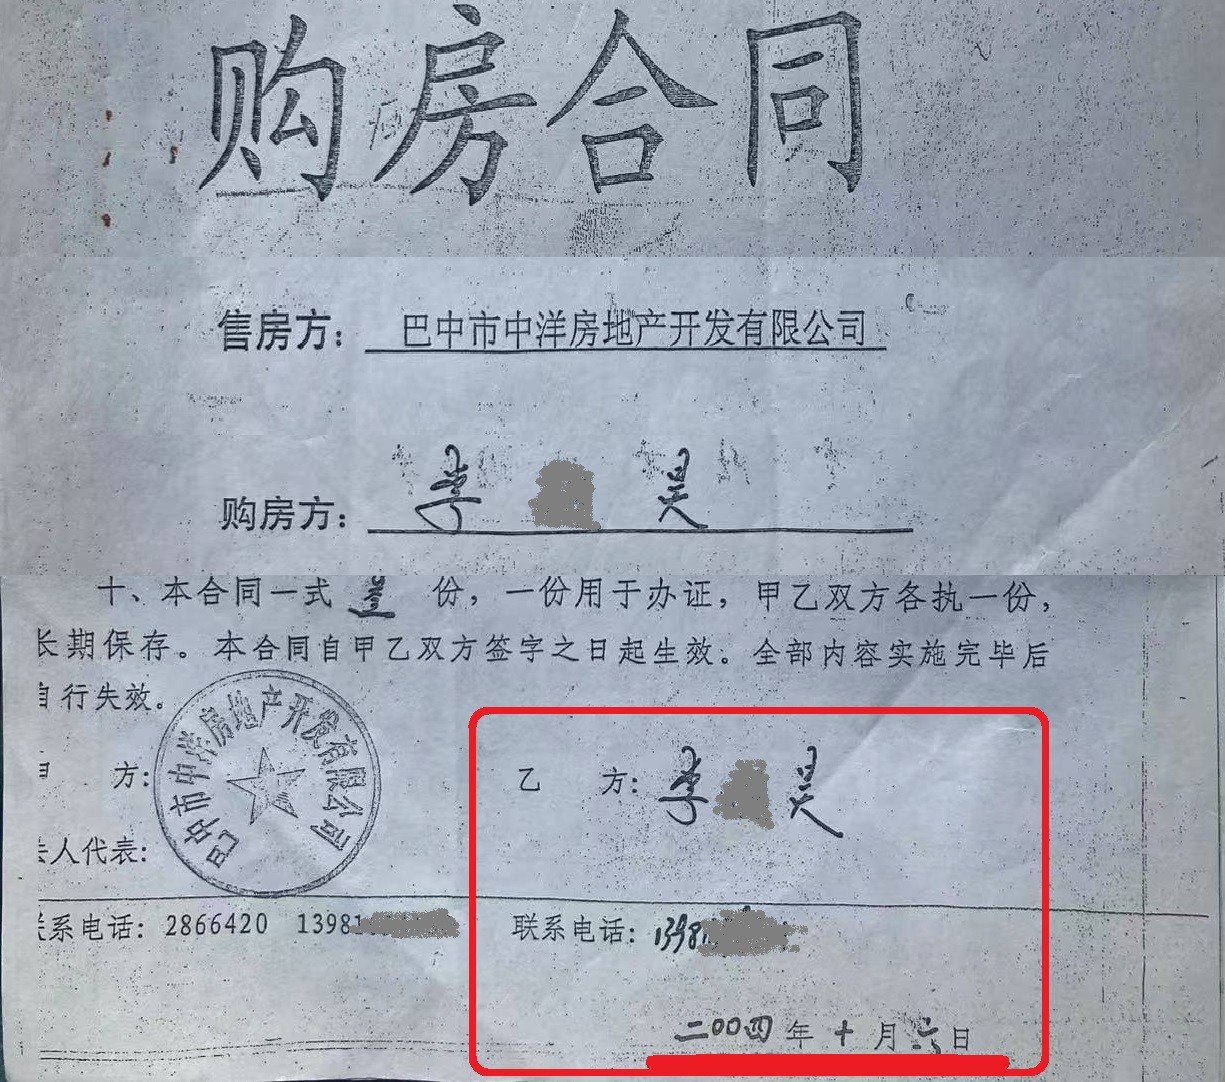 购房合同
售房方: 巴中市中洋房地产开发有限公司
购房方: 李 昊
十、本合同一式 叁 份，一份用于办证，甲乙双方各执一份，
长期保存。本合同自甲乙双方签字之日起生效。全部内容实施完毕后
自行失效。
甲 方: 乙 方: 李 昊
巴中市中洋房地产开发有限公司
法人代表:
联系电话: 2866420 1398 联系电话: 1398
二00四年十月 日